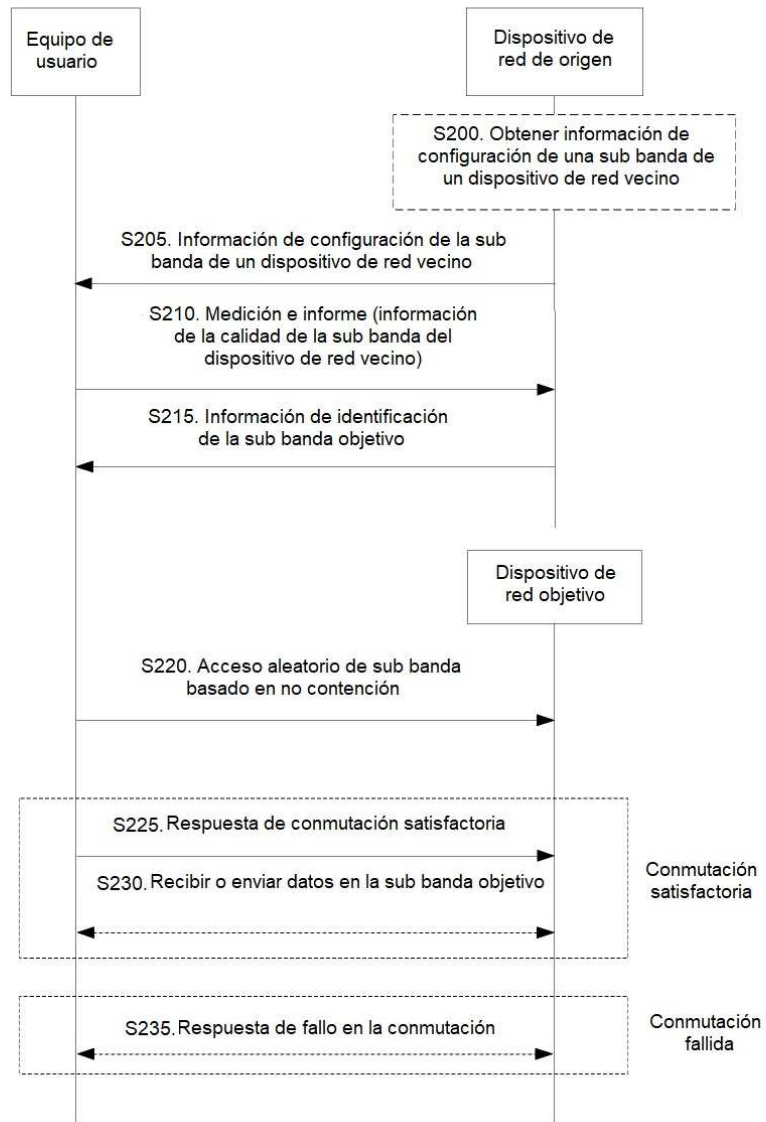 Equipo de
usuario
Dispositivo de
red de origen
S200. Obtener información de
configuración de una sub banda de
un dispositivo de red vecino
S205. Información de configuración de la sub
banda de un dispositivo de red vecino
S210. Medición e informe (información
de la calidad de la sub banda del
dispositivo de red vecino)
S215. Información de identificación
de la sub banda objetivo
Dispositivo de
red objetivo
S220. Acceso aleatorio de sub banda
basado en no contención
S225. Respuesta de conmutación satisfactoria
S230. Recibir o enviar datos en la sub banda objetivo
Conmutación
satisfactoria
S235. Respuesta de fallo en la conmutación
Conmutación
fallida